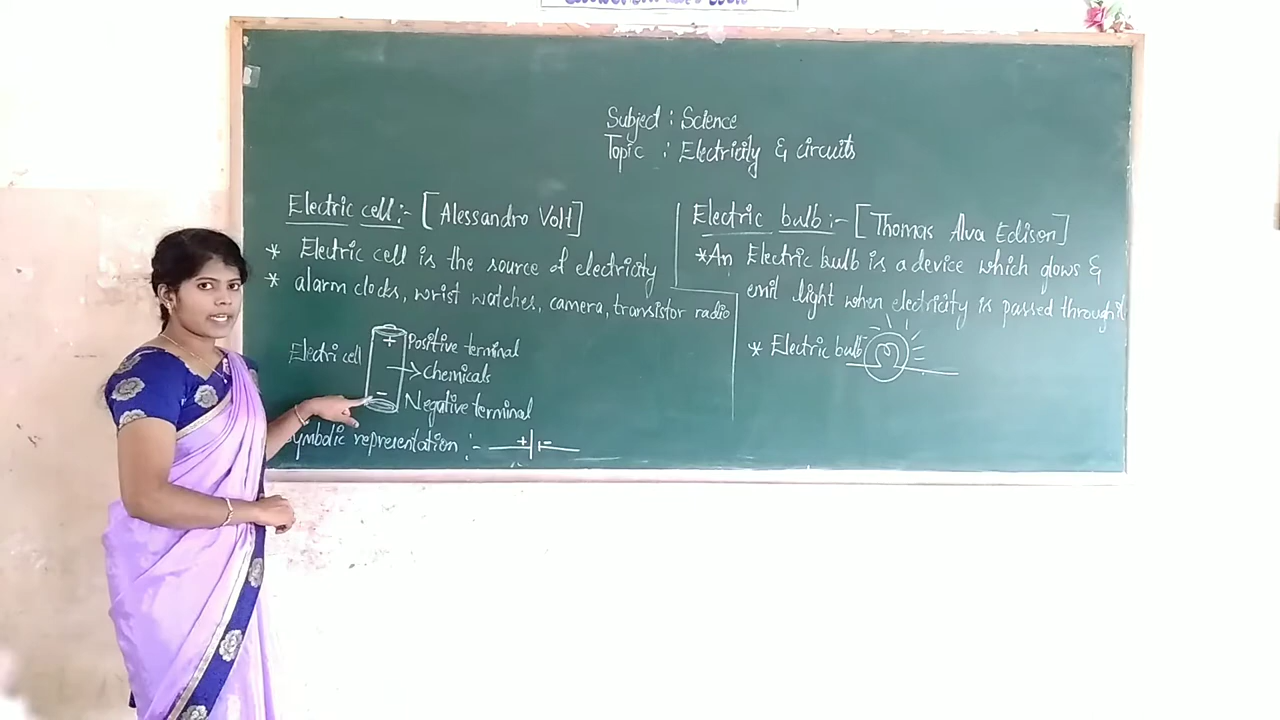 Subject : Science
Topic : Electricity & circuits
Electric cell :- [Alessandro Volt]
* Electric cell is the source of electricity
* alarm clocks, wrist watches, camera, transistor radio
Electri cell
+
Positive terminal
chemicals
-
Negative terminal
Symbolic representation :-
+ -
Electric bulb :- [Thomas Alva Edison]
* An Electric bulb is a device which glows &
emit light when electricity is passed through it
* Electric bulb